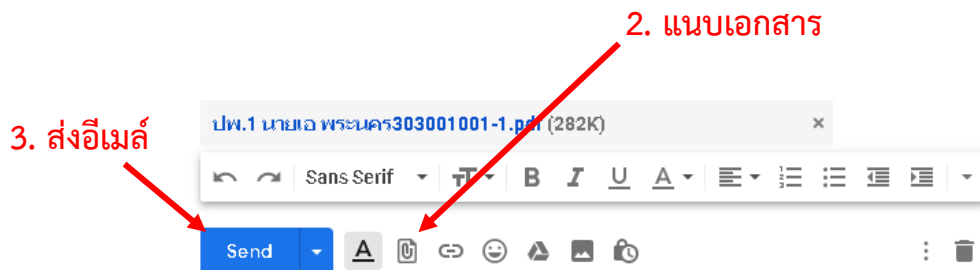 2. แนบเอกสาร
ปพ.1 นายเอ พระนคร303001001-1.pdf (282K)
3. ส่งอีเมล์
Sans Serif
B I U A
Send A